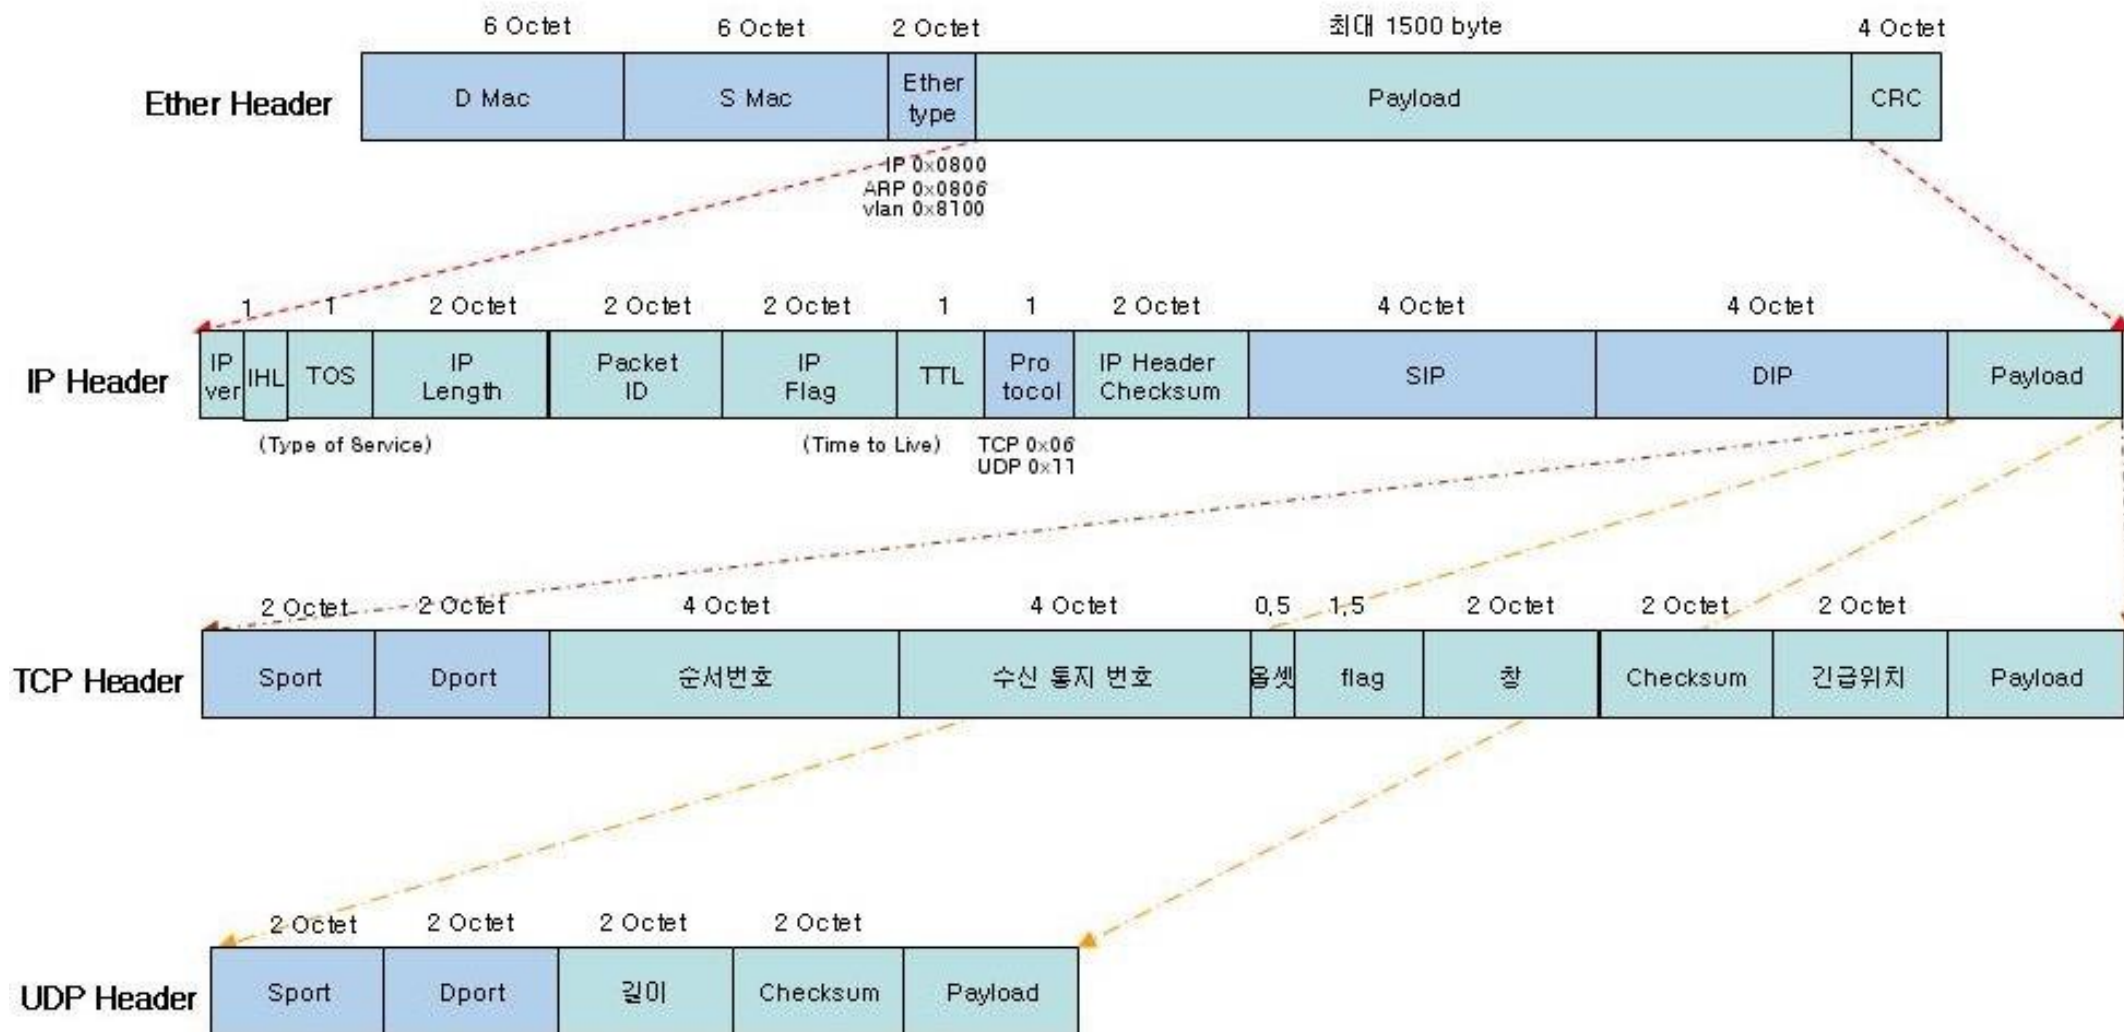 6 Octet 6 Octet 2 Octet 최대 1500 byte 4 Octet
Ether Header D Mac S Mac Ether type Payload CRC
IP 0x0800
ARP 0x0806
vlan 0x8100
1 1 2 Octet 2 Octet 2 Octet 1 1 2 Octet 4 Octet 4 Octet
IP Header IP ver IHL TOS IP Length Packet ID IP Flag TTL Pro tocol IP Header Checksum SIP DIP Payload
(Type of Service) (Time to Live) TCP 0x06
UDP 0x11
2 Octet 2 Octet 4 Octet 4 Octet 0,5 1,5 2 Octet 2 Octet 2 Octet
TCP Header Sport Dport 순서번호 수신 통지 번호 옵셋 flag 창 Checksum 긴급위치 Payload
2 Octet 2 Octet 2 Octet 2 Octet
UDP Header Sport Dport 길이 Checksum Payload